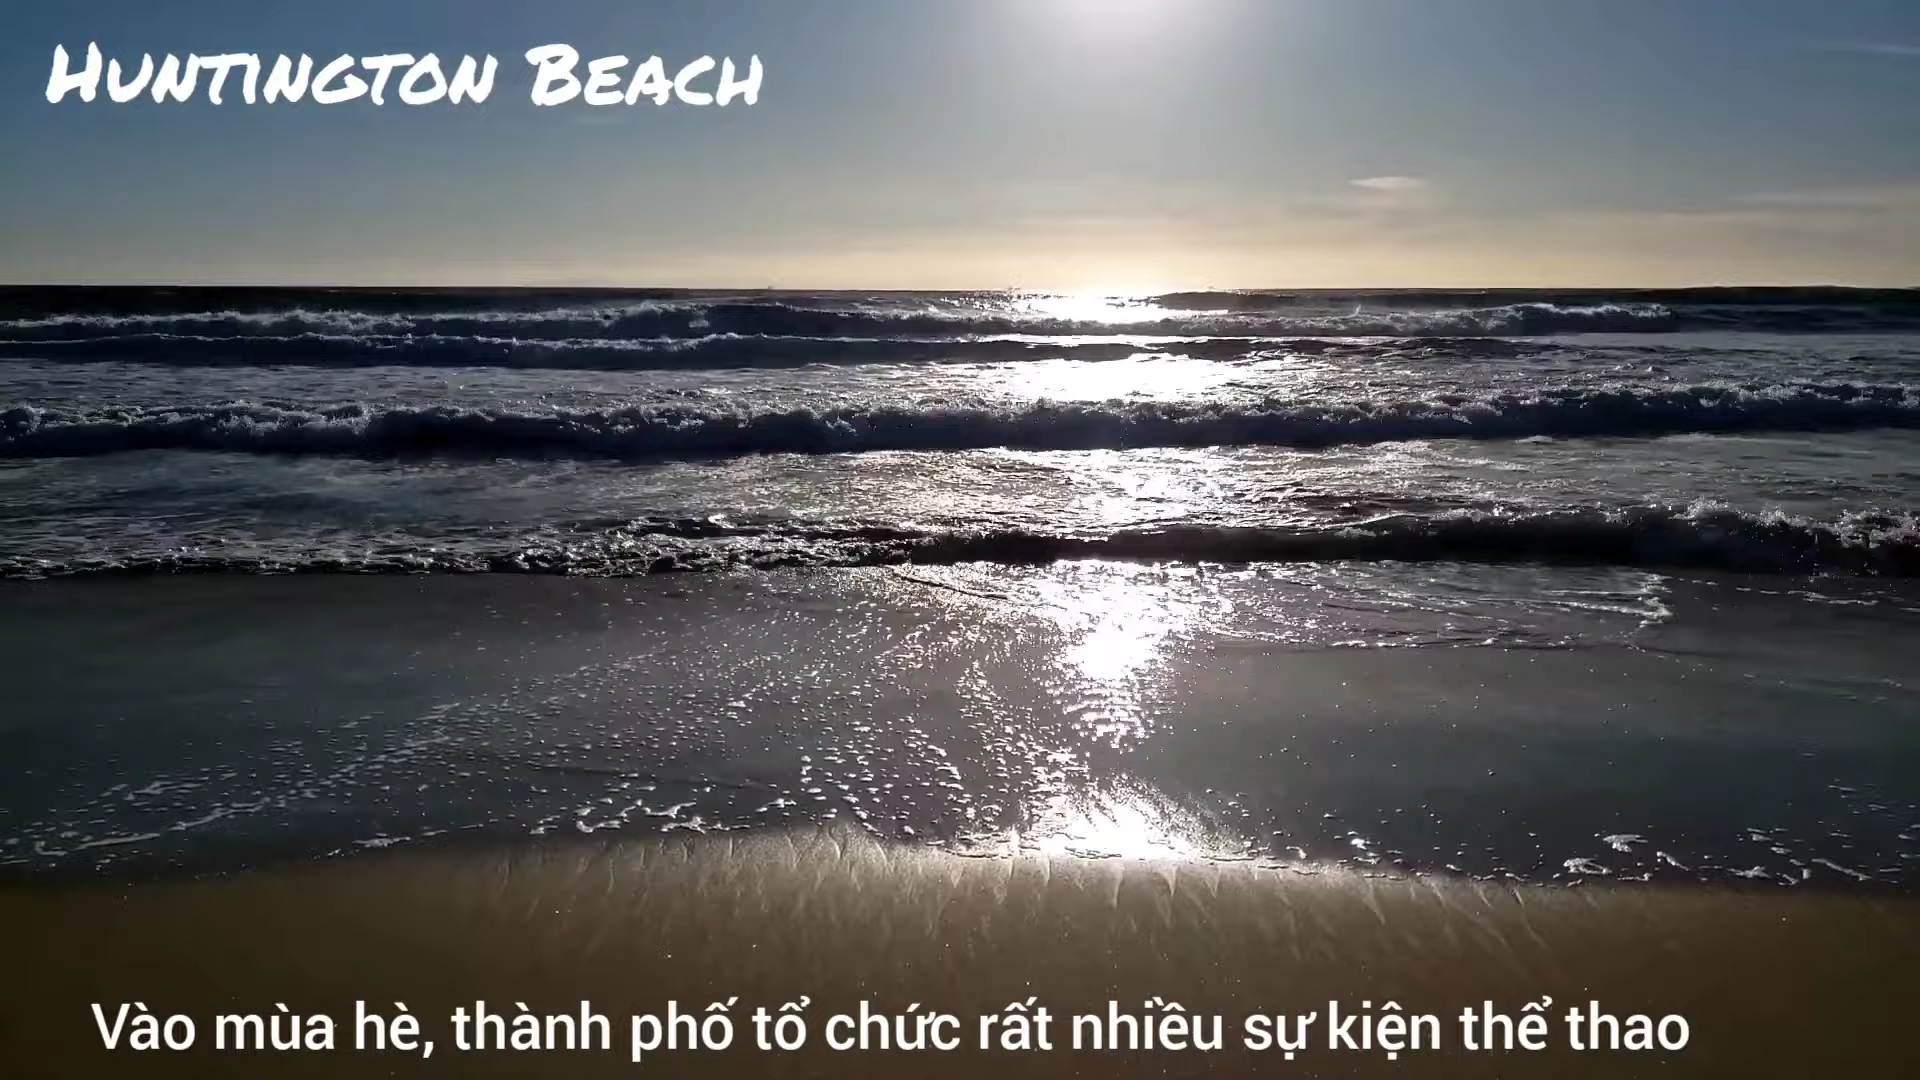 Huntington Beach
Vào mùa hè, thành phố tổ chức rất nhiều sự kiện thể thao